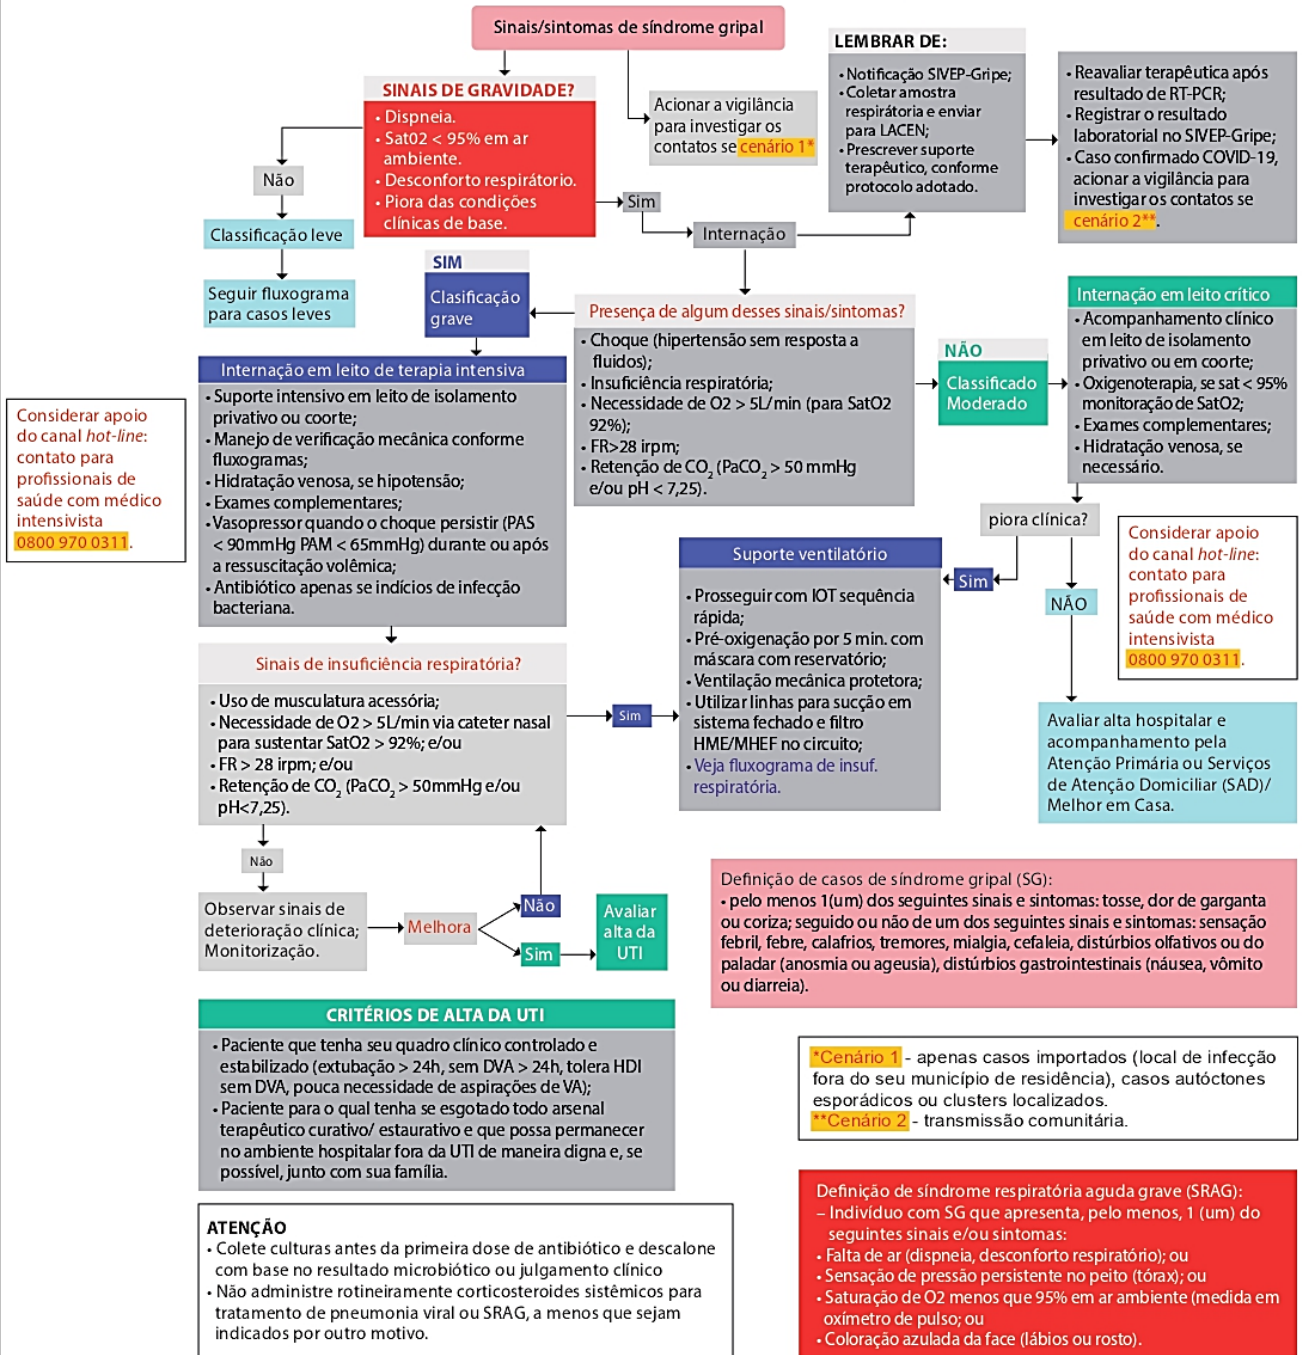 Sinais/sintomas de síndrome gripal
SINAIS DE GRAVIDADE?
• Dispneia.
• Sat02 < 95% em ar
ambiente.
• Desconforto respirátorio.
• Piora das condições
clínicas de base.
Acionar a vigilância
para investigar os
contatos se cenário 1*
LEMBRAR DE:
• Notificação SIVEP-Gripe;
• Coletar amostra
respirátoria e enviar
para LACEN;
• Prescrever suporte
terapêutico, conforme
protocolo adotado.
• Reavaliar terapêutica após
resultado de RT-PCR;
• Registrar o resultado
laboratorial no SIVEP-Gripe;
• Caso confirmado COVID-19,
acionar a vigilância para
investigar os contatos se
cenário 2**.
Não
Classificação leve
Seguir fluxograma
para casos leves
Sim
Internação
SIM
Clasificação
grave
Presença de algum desses sinais/sintomas?
• Choque (hipertensão sem resposta a
fluidos);
• Insuficiência respiratória;
• Necessidade de O2 > 5L/min (para SatO2
92%);
• FR>28 irpm;
• Retenção de CO2 (PaCO2 > 50 mmHg
e/ou pH < 7,25).
NÃO
Classificado
Moderado
Internação em leito crítico
• Acompanhamento clínico
em leito de isolamento
privativo ou em coorte;
• Oxigenoterapia, se sat < 95%
monitoração de SatO2;
• Exames complementares;
• Hidratação venosa, se
necessário.
Internação em leito de terapia intensiva
• Suporte intensivo em leito de isolamento
privativo ou coorte;
• Manejo de verificação mecânica conforme
fluxogramas;
• Hidratação venosa, se hipotensão;
• Exames complementares;
• Vasopressor quando o choque persistir (PAS
< 90mmHg PAM < 65mmHg) durante ou após
a ressuscitação volêmica;
• Antibiótico apenas se indícios de infecção
bacteriana.
Considerar apoio
do canal hot-line:
contato para
profissionais de
saúde com médico
intensivista
0800 970 0311.
piora clínica?
Sim
NÃO
Considerar apoio
do canal hot-line:
contato para
profissionais de
saúde com médico
intensivista
0800 970 0311.
Suporte ventilatório
• Prosseguir com IOT sequência
rápida;
• Pré-oxigenação por 5 min. com
máscara com reservatório;
• Ventilação mecânica protetora;
• Utilizar linhas para sucção em
sistema fechado e filtro
HME/MHEF no circuito;
• Veja fluxograma de insuf.
respiratória.
Sinais de insuficiência respiratória?
• Uso de musculatura acessória;
• Necessidade de O2 > 5L/min via cateter nasal
para sustentar SatO2 > 92%; e/ou
• FR > 28 irpm; e/ou
• Retenção de CO2 (PaCO2 > 50mmHg e/ou
pH<7,25).
Sim
Avaliar alta hospitalar e
acompanhamento pela
Atenção Primária ou Serviços
de Atenção Domiciliar (SAD)/
Melhor em Casa.
Não
Observar sinais de
deterioração clínica;
Monitorização.
Melhora
Não
Sim
Avaliar
alta da
UTI
Definição de casos de síndrome gripal (SG):
• pelo menos 1(um) dos seguintes sinais e sintomas: tosse, dor de garganta
ou coriza; seguido ou não de um dos seguintes sinais e sintomas: sensação
febril, febre, calafrios, tremores, mialgia, cefaleia, distúrbios olfativos ou do
paladar (anosmia ou ageusia), distúrbios gastrointestinais (náusea, vômito
ou diarreia).
CRITÉRIOS DE ALTA DA UTI
• Paciente que tenha seu quadro clínico controlado e
estabilizado (extubação > 24h, sem DVA > 24h, tolera HDI
sem DVA, pouca necessidade de aspirações de VA);
• Paciente para o qual tenha se esgotado todo arsenal
terapêutico curativo/ estaurativo e que possa permanecer
no ambiente hospitalar fora da UTI de maneira digna e, se
possível, junto com sua família.
*Cenário 1 - apenas casos importados (local de infecção
fora do seu município de residência), casos autóctones
esporádicos ou clusters localizados.
**Cenário 2 - transmissão comunitária.
ATENÇÃO
• Colete culturas antes da primeira dose de antibiótico e descalone
com base no resultado microbiótico ou julgamento clínico
• Não administre rotineiramente corticosteroides sistêmicos para
tratamento de pneumonia viral ou SRAG, a menos que sejam
indicados por outro motivo.
Definição de síndrome respiratória aguda grave (SRAG):
– Indivíduo com SG que apresenta, pelo menos, 1 (um) do
seguintes sinais e/ou sintomas:
• Falta de ar (dispneia, desconforto respiratório); ou
• Sensação de pressão persistente no peito (tórax); ou
• Saturação de O2 menos que 95% em ar ambiente (medida em
oxímetro de pulso; ou
• Coloração azulada da face (lábios ou rosto).